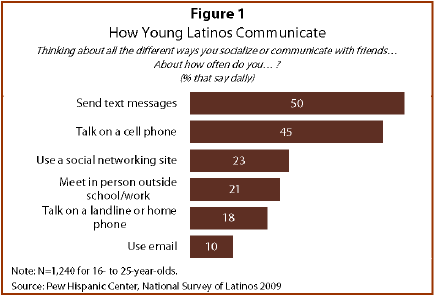 Figure 1
How Young Latinos Communicate
Thinking about all the different ways you socialize or communicate with friends...
About how often do you... ?
(% that say daily)
Send text messages 50
Talk on a cell phone 45
Use a social networking site 23
Meet in person outside
school/work 21
Talk on a landline or home
phone 18
Use email 10
Note: N=1,240 for 16- to 25-year-olds.
Source: Pew Hispanic Center, National Survey of Latinos 2009